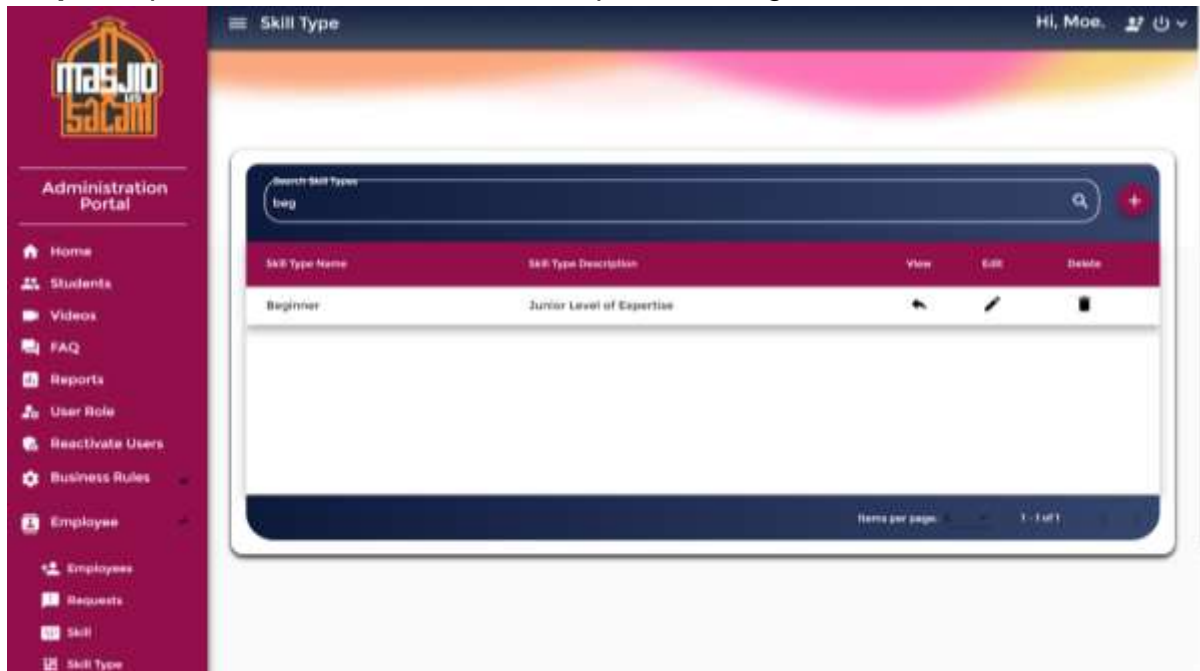 Skill Type
Hi, Moe.
MASJID
US
SALAAM
Administration
Portal
Home
Students
Videos
FAQ
Reports
User Role
Reactivate Users
Business Rules
Employee
Employees
Requests
Skill
Skill Type
Search Skill Types
beg
Skill Type Name Skill Type Description View Edit Delete
Beginner Junior Level of Expertise
Items per page: 1 - 1 of 1